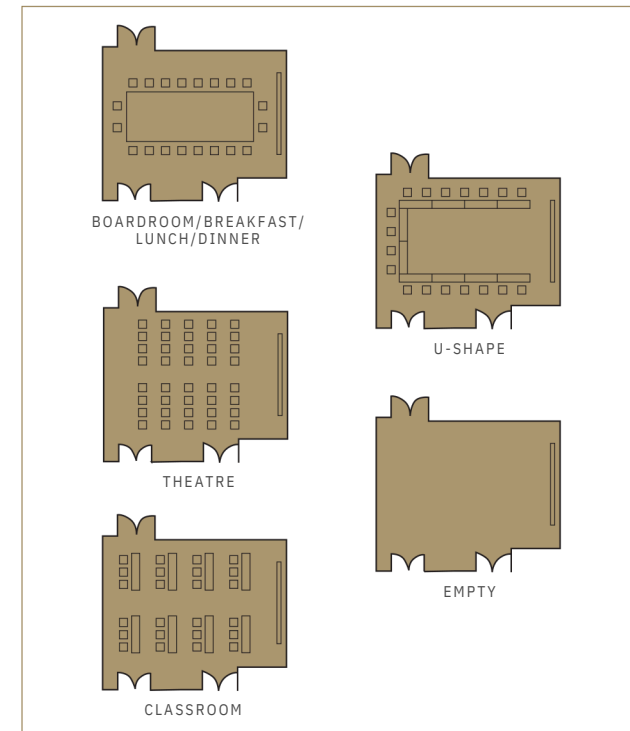 BOARDROOM/BREAKFAST/
LUNCH/DINNER
U-SHAPE
THEATRE
EMPTY
CLASSROOM